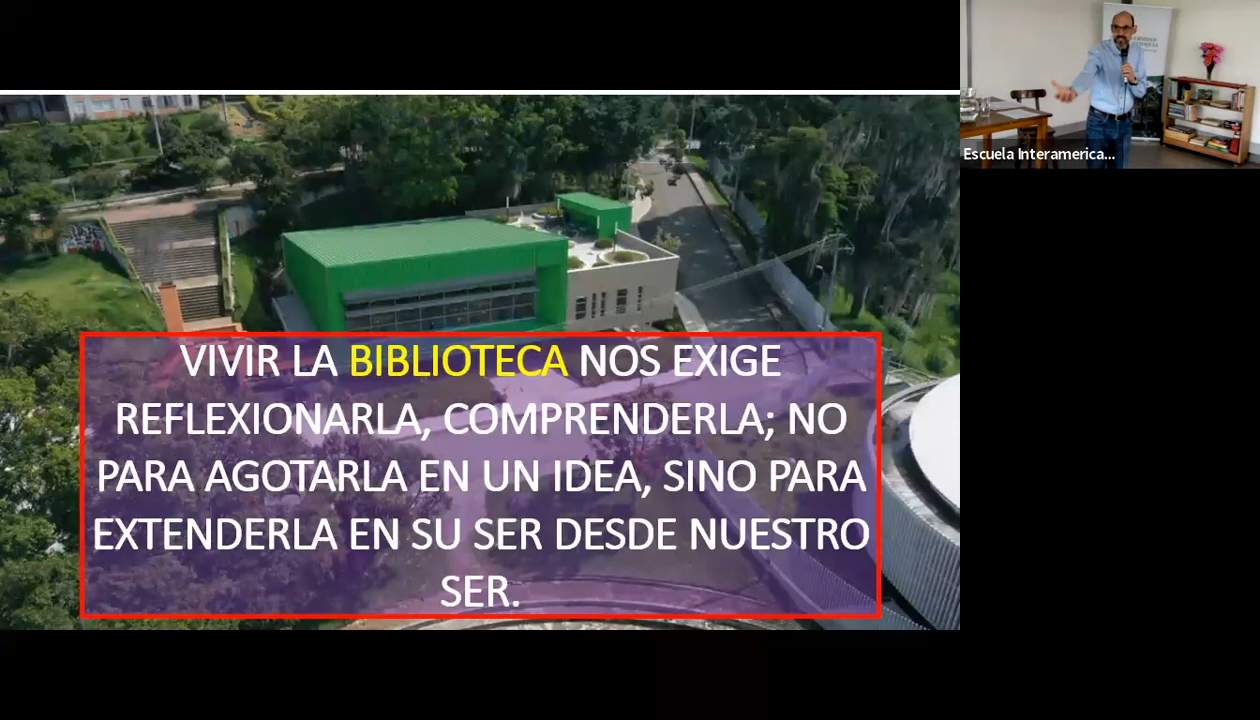 VIVIR LA BIBLIOTECA NOS EXIGE
REFLEXIONARLA, COMPRENDERLA; NO
PARA AGOTARLA EN UN IDEA, SINO PARA
EXTENDERLA EN SU SER DESDE NUESTRO
SER.
Escuela Interamerica...